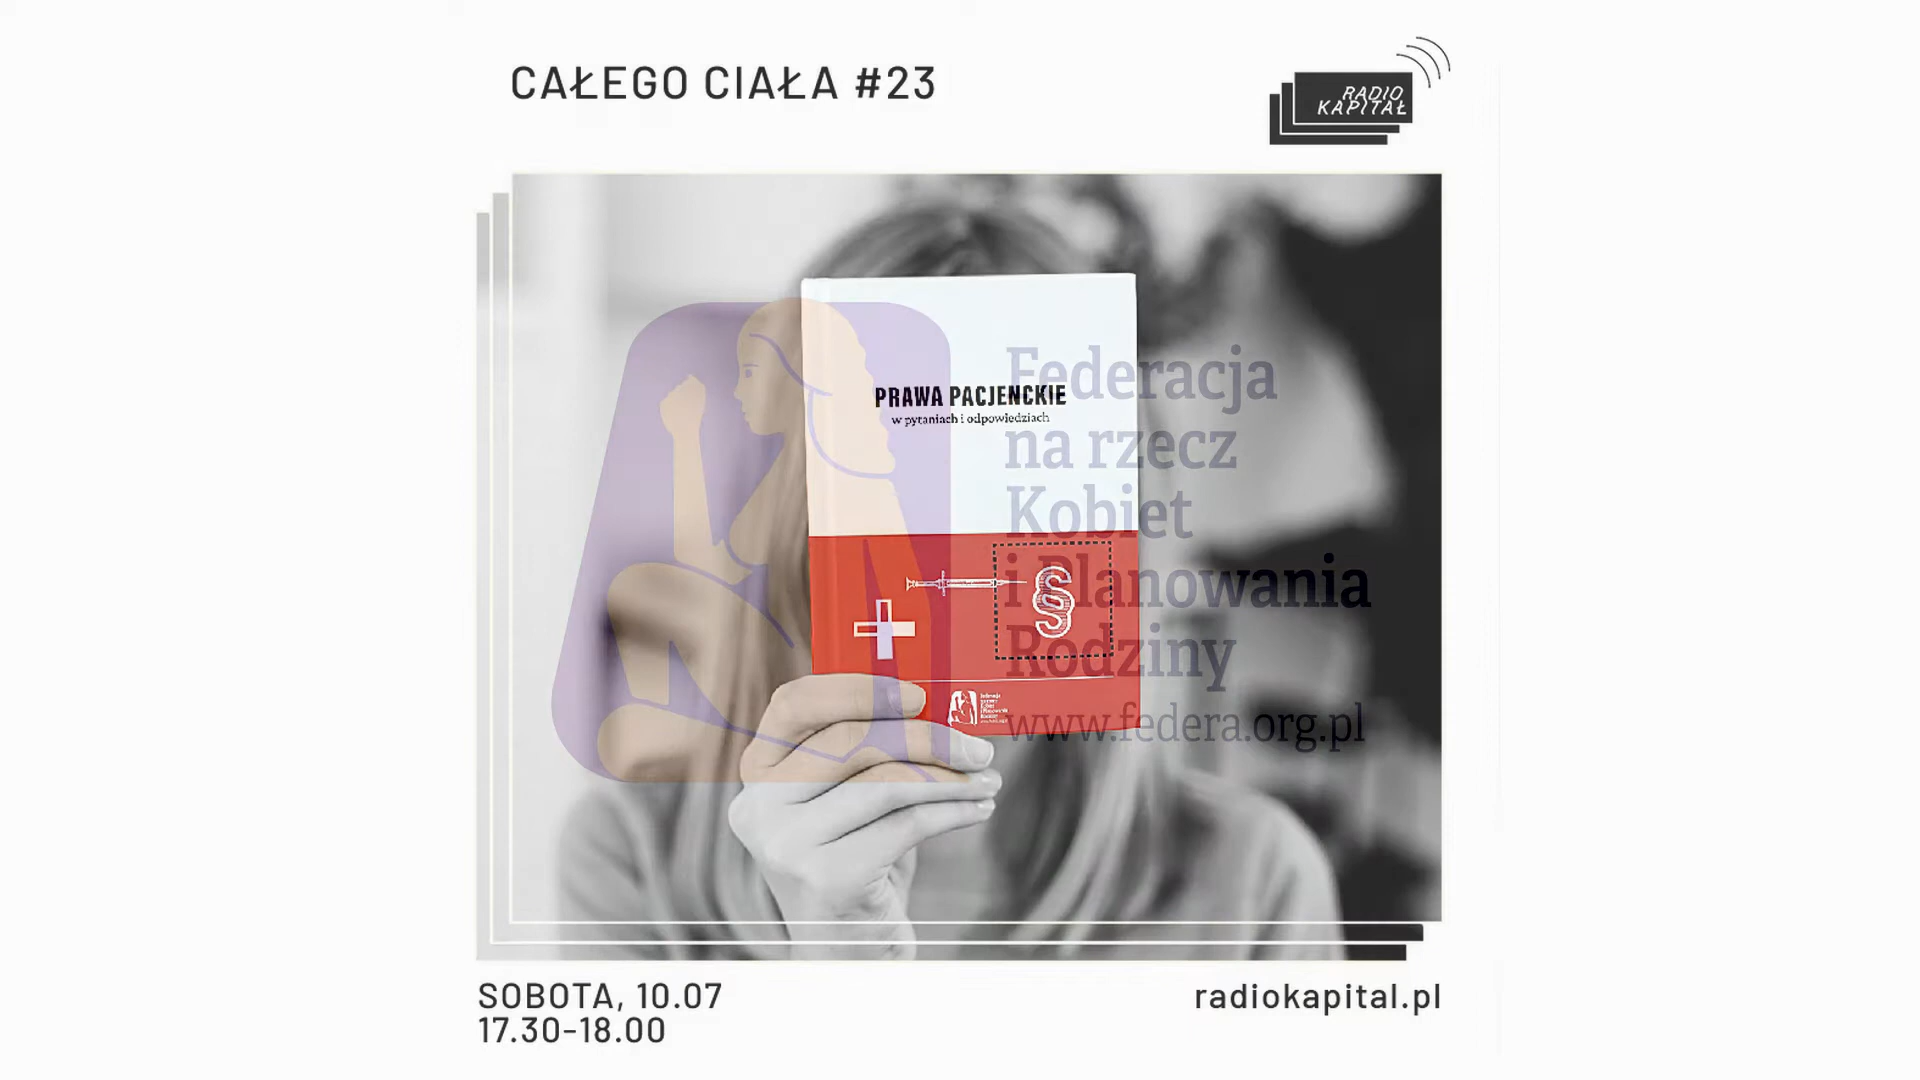 CAŁEGO CIAŁA #23
RADIO
KAPITAŁ
PRAWA PACJENCKIE
w pytaniach i odpowiedziach
Federacja
na rzecz
Kobiet
i Planowania
Rodziny
www.federa.org.pl
§
SOBOTA, 10.07
17.30-18.00
radiokapital.pl